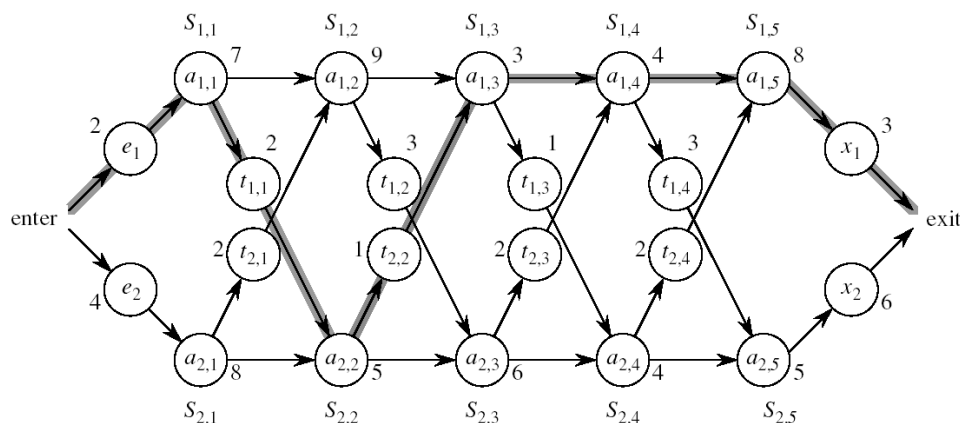 S1,1 S1,2 S1,3 S1,4 S1,5
7 9 3 4 8
a1,1 a1,2 a1,3 a1,4 a1,5
2 e1 2 3 1 3 x1 3
t1,1 t1,2 t1,3 t1,4
enter exit
2 t2,1 1 t2,2 2 t2,3 2 t2,4
4 e2 x2 6
a2,1 a2,2 a2,3 a2,4 a2,5
8 5 6 4 5
S2,1 S2,2 S2,3 S2,4 S2,5